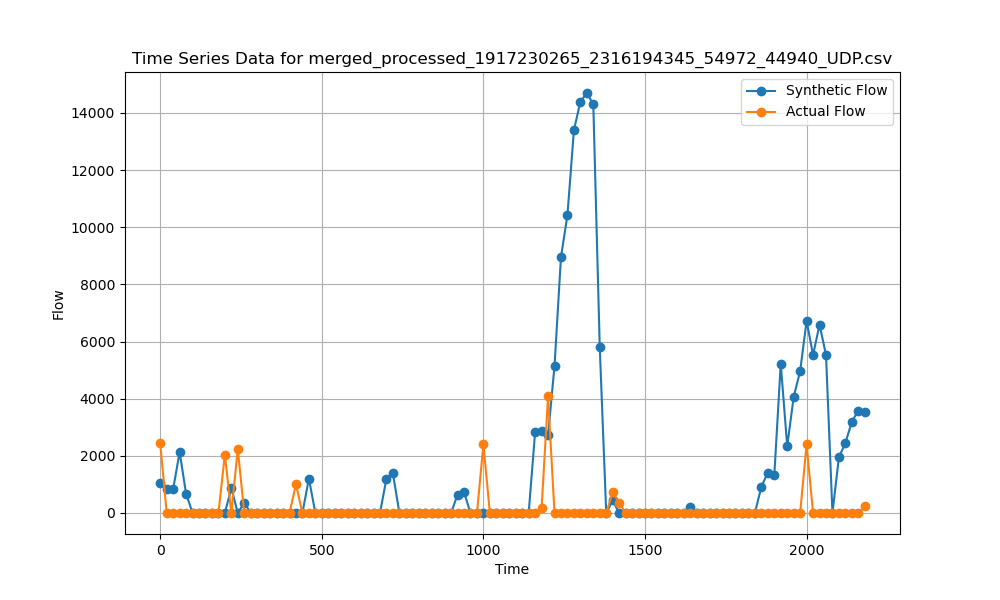 Time Series Data for merged_processed_1917230265_2316194345_54972_44940_UDP.csv
Synthetic Flow
Actual Flow
14000
12000
10000
8000
6000
4000
2000
0
Flow
0 500 1000 1500 2000
Time